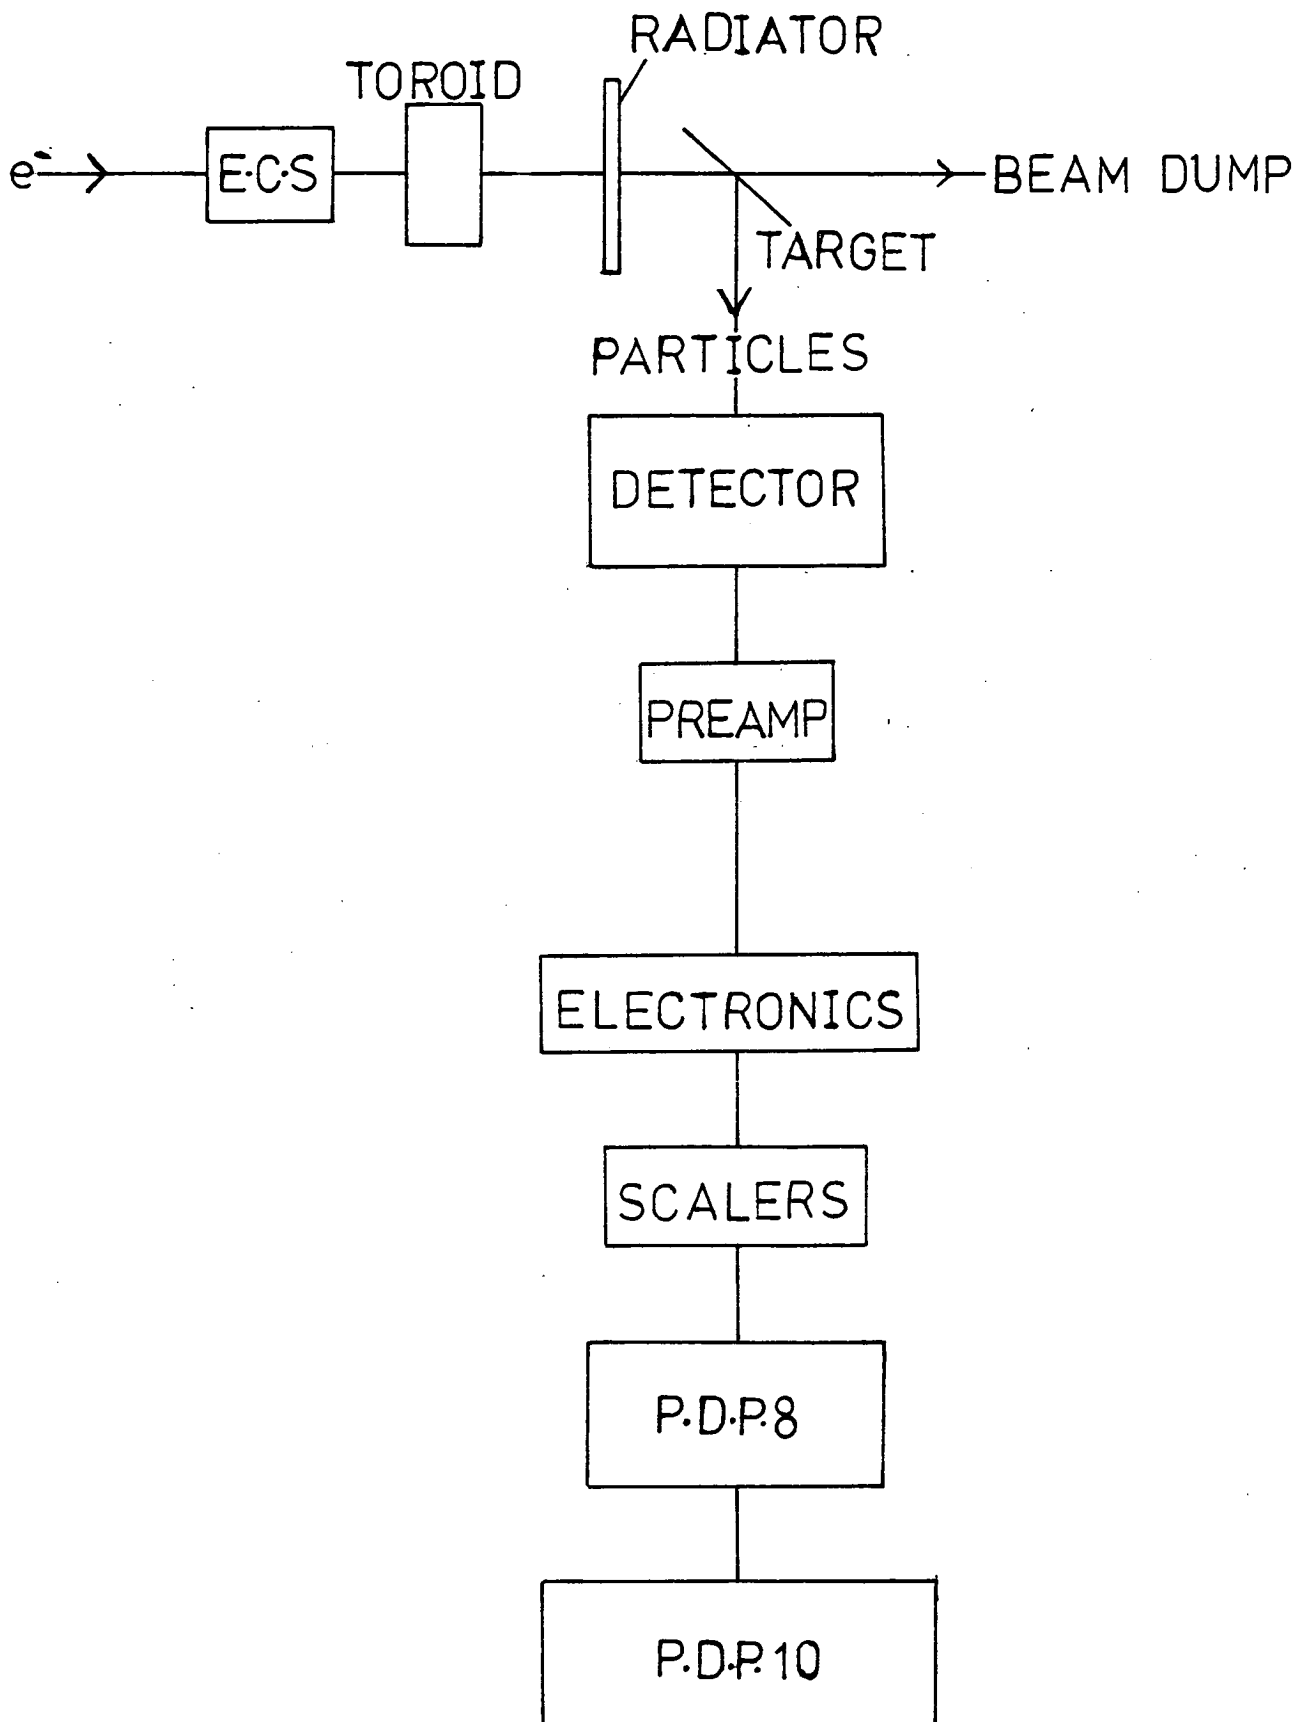 RADIATOR
TOROID
e-
E·C·S
BEAM DUMP
TARGET
PARTICLES
DETECTOR
PREAMP
ELECTRONICS
SCALERS
P.D.P.8
P.D.P.10